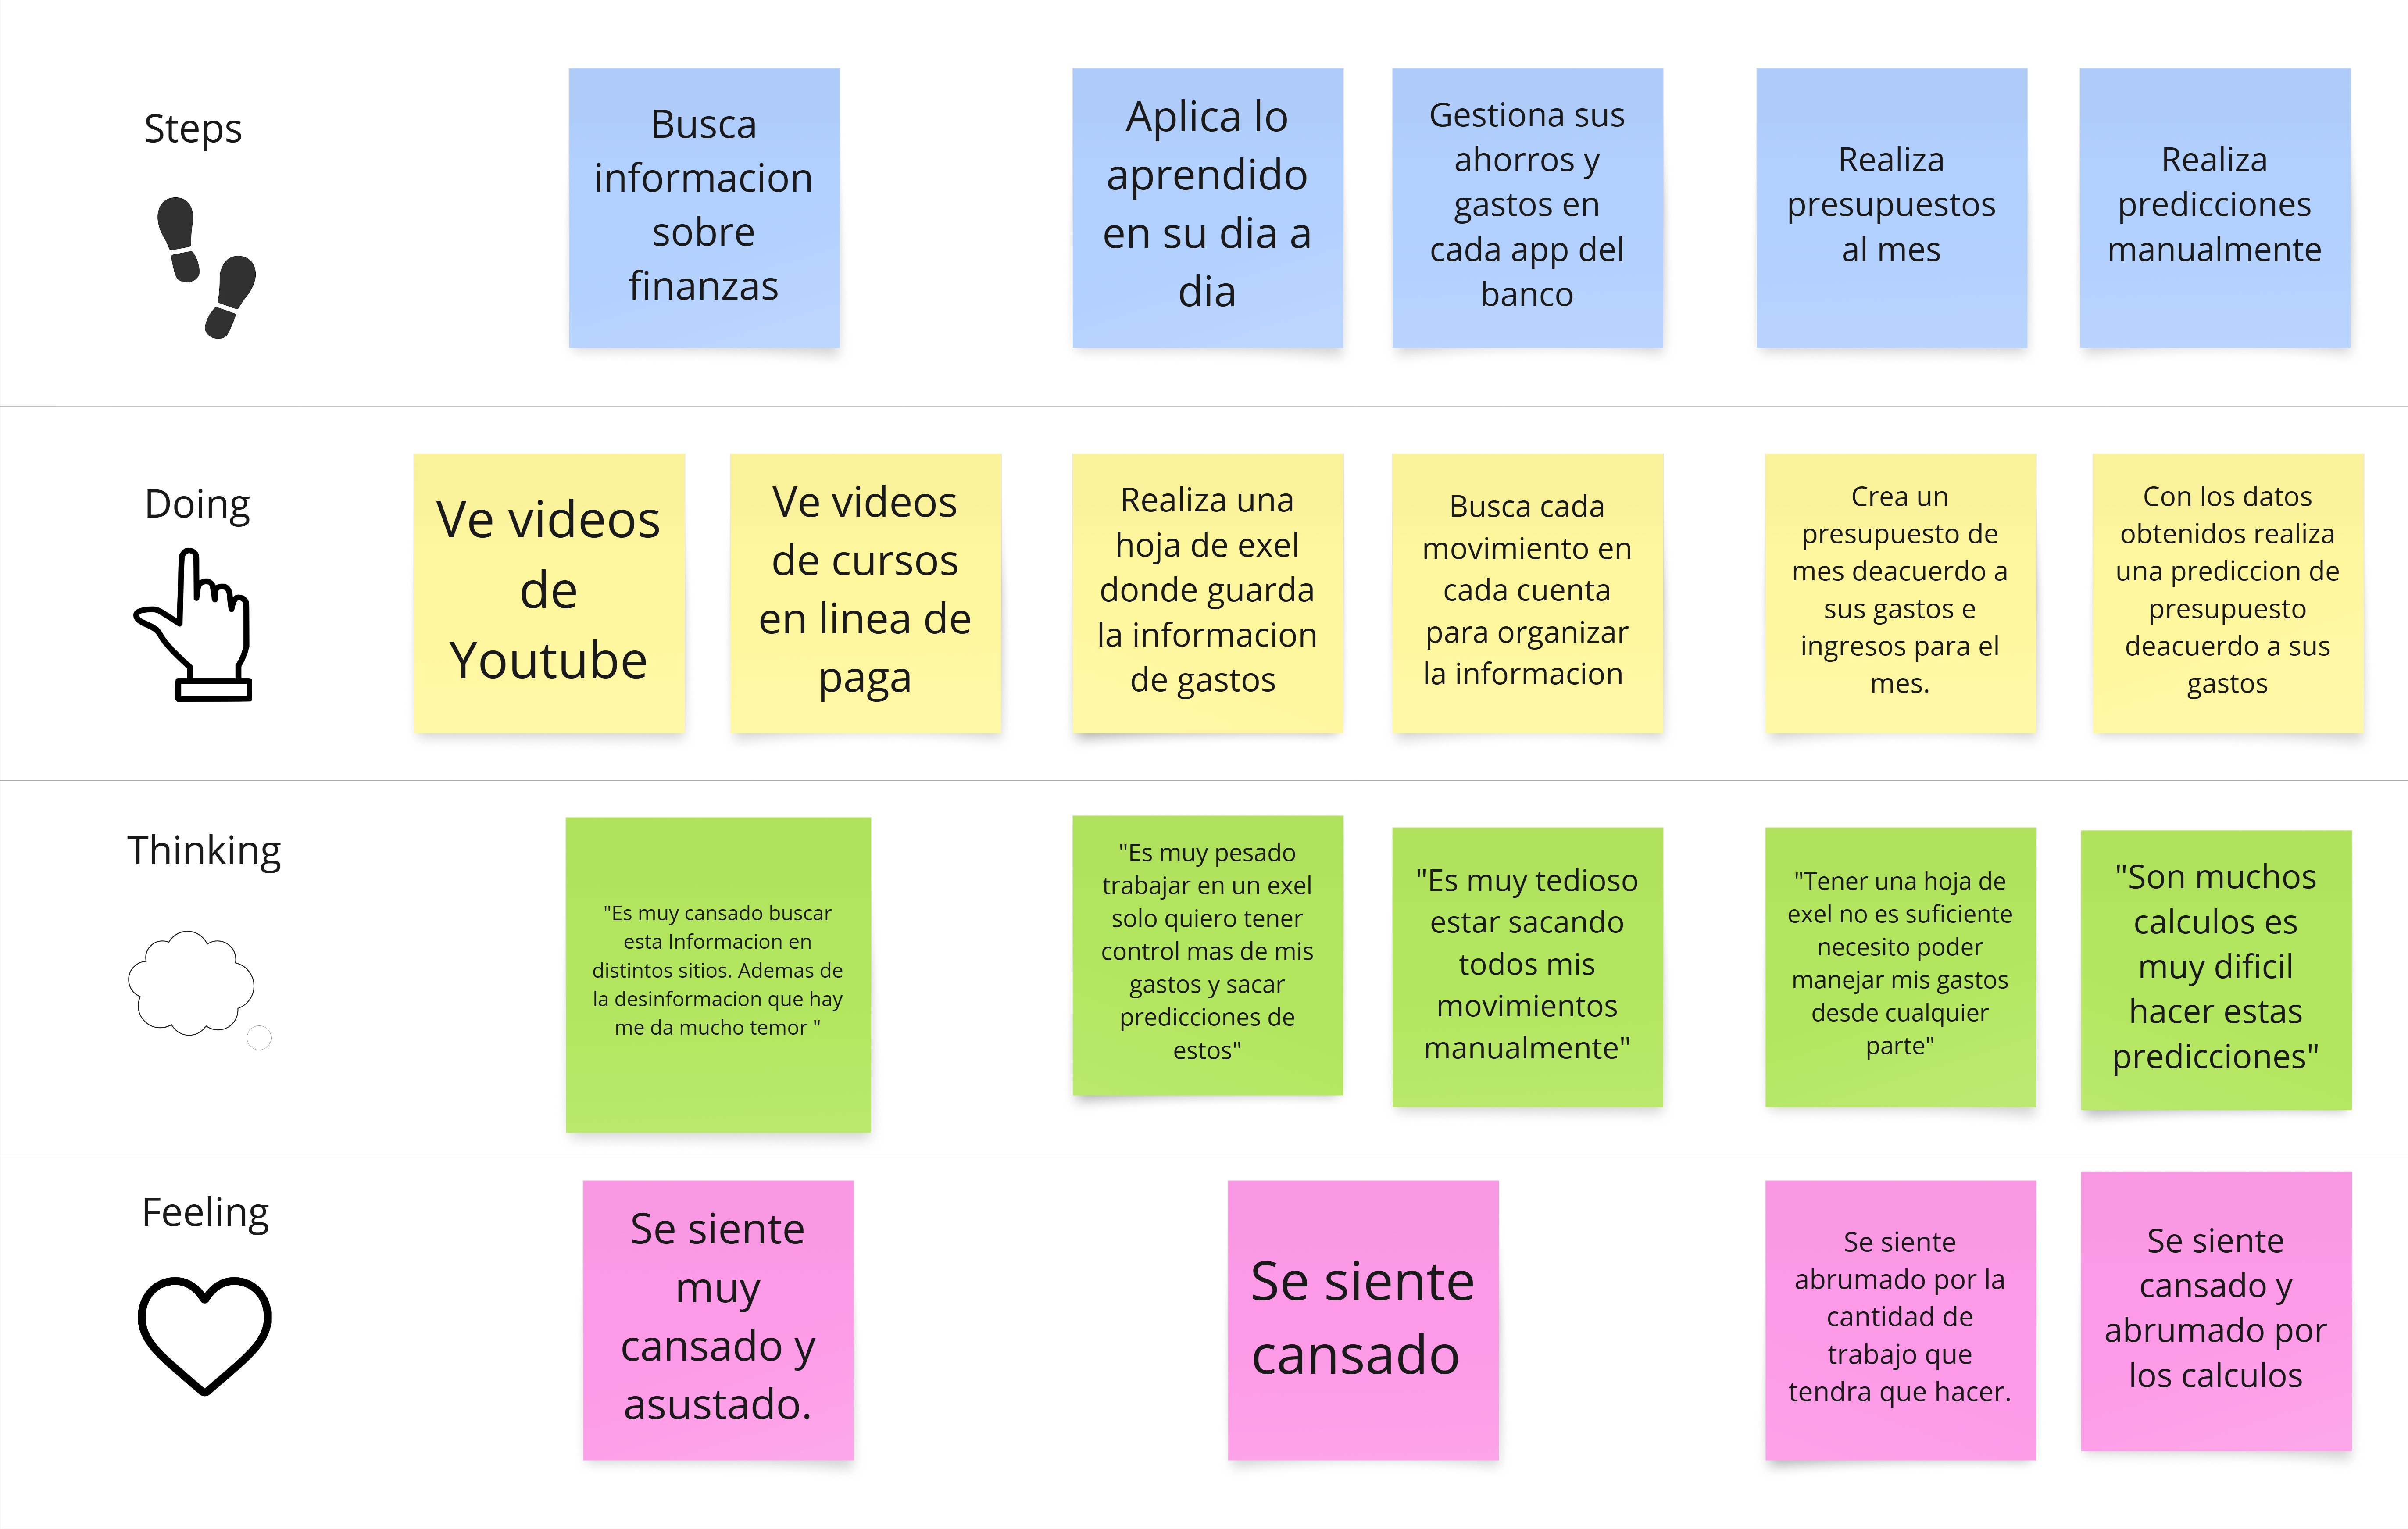 Steps
Busca
informacion
sobre
finanzas
Aplica lo
aprendido
en su dia a
dia
Gestiona sus
ahorros y
gastos en
cada app del
banco
Realiza
presupuestos
al mes
Realiza
predicciones
manualmente
Doing
Ve videos
de
Youtube
Ve videos
de cursos
en linea de
paga
Realiza una
hoja de exel
donde guarda
la informacion
de gastos
Busca cada
movimiento en
cada cuenta
para organizar
la informacion
Crea un
presupuesto de
mes deacuerdo a
sus gastos e
ingresos para el
mes.
Con los datos
obtenidos realiza
una prediccion de
presupuesto
deacuerdo a sus
gastos
Thinking
"Es muy cansado buscar
esta Informacion en
distintos sitios. Ademas de
la desinformacion que hay
me da mucho temor "
"Es muy pesado
trabajar en un exel
solo quiero tener
control mas de mis
gastos y sacar
predicciones de
estos"
"Es muy tedioso
estar sacando
todos mis
movimientos
manualmente"
"Tener una hoja de
exel no es suficiente
necesito poder
manejar mis gastos
desde cualquier
parte"
"Son muchos
calculos es
muy dificil
hacer estas
predicciones"
Feeling
Se siente
muy
cansado y
asustado.
Se siente
cansado
Se siente
abrumado por la
cantidad de
trabajo que
tendra que hacer.
Se siente
cansado y
abrumado por
los calculos